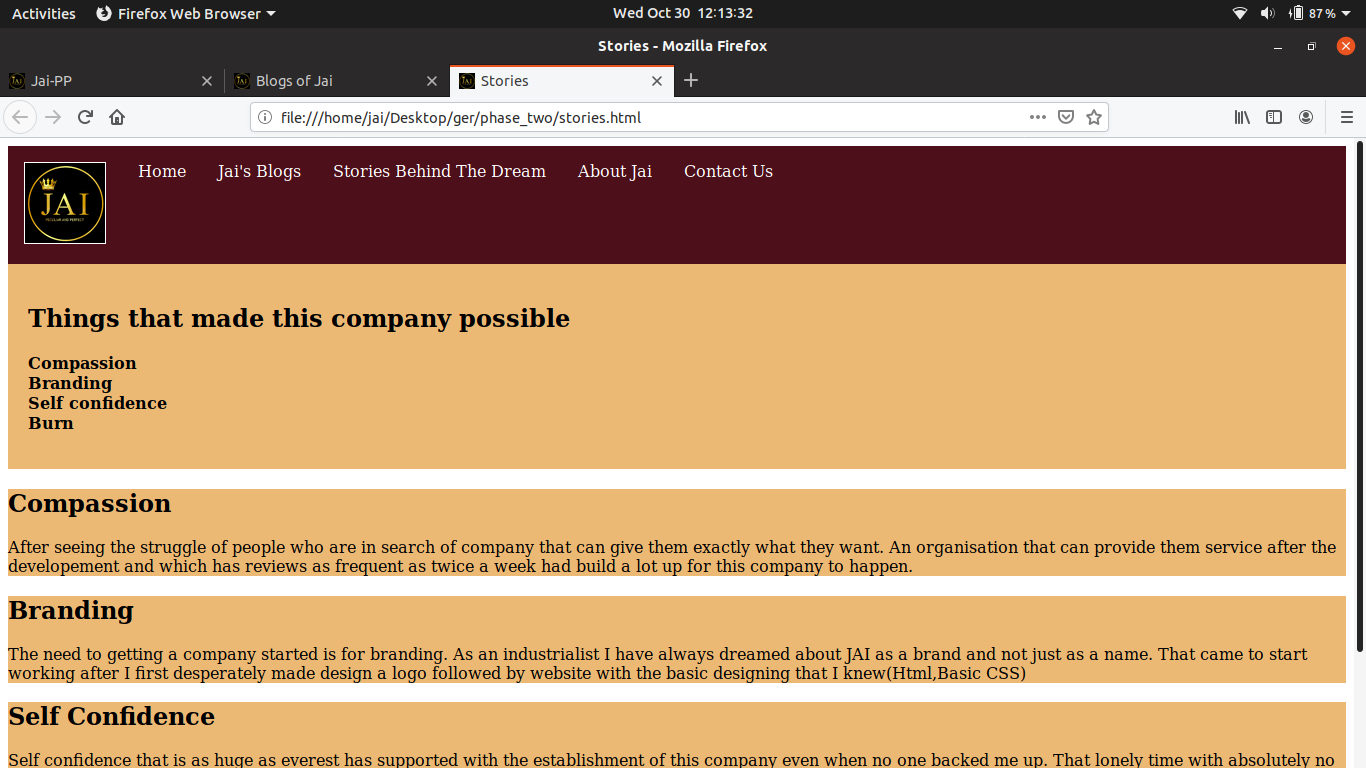 Activities Firefox Web Browser Wed Oct 30 12:13:32 87%
Stories - Mozilla Firefox
Jai-PP Blogs of Jai Stories
file:///home/jai/Desktop/ger/phase_two/stories.html
Home Jai's Blogs Stories Behind The Dream About Jai Contact Us
JAI
PECULIAR AND PERFECT
Things that made this company possible
Compassion
Branding
Self confidence
Burn
Compassion
After seeing the struggle of people who are in search of company that can give them exactly what they want. An organisation that can provide them service after the
developement and which has reviews as frequent as twice a week had build a lot up for this company to happen.
Branding
The need to getting a company started is for branding. As an industrialist I have always dreamed about JAI as a brand and not just as a name. That came to start
working after I first desperately made design a logo followed by website with the basic designing that I knew(Html,Basic CSS)
Self Confidence
Self confidence that is as huge as everest has supported with the establishment of this company even when no one backed me up. That lonely time with absolutely no